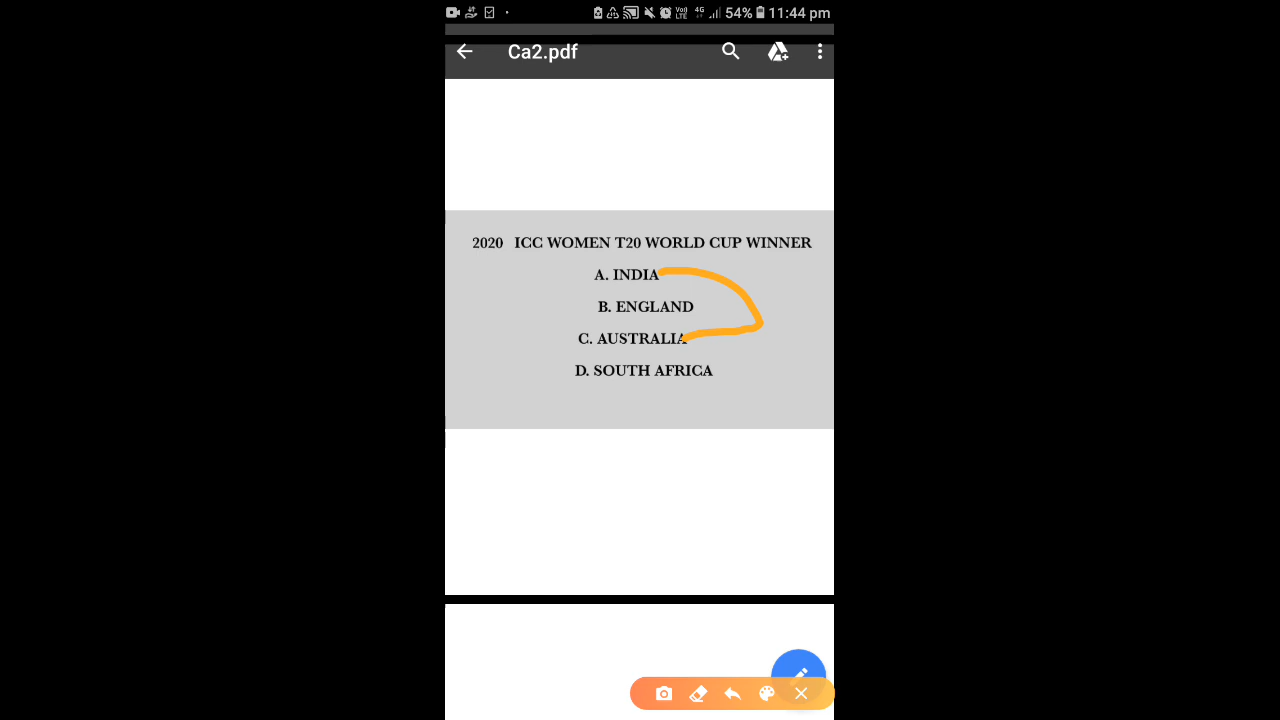 54% 11:44 pm
Ca2.pdf
2020 ICC WOMEN T20 WORLD CUP WINNER
A. INDIA
B. ENGLAND
C. AUSTRALIA
D. SOUTH AFRICA